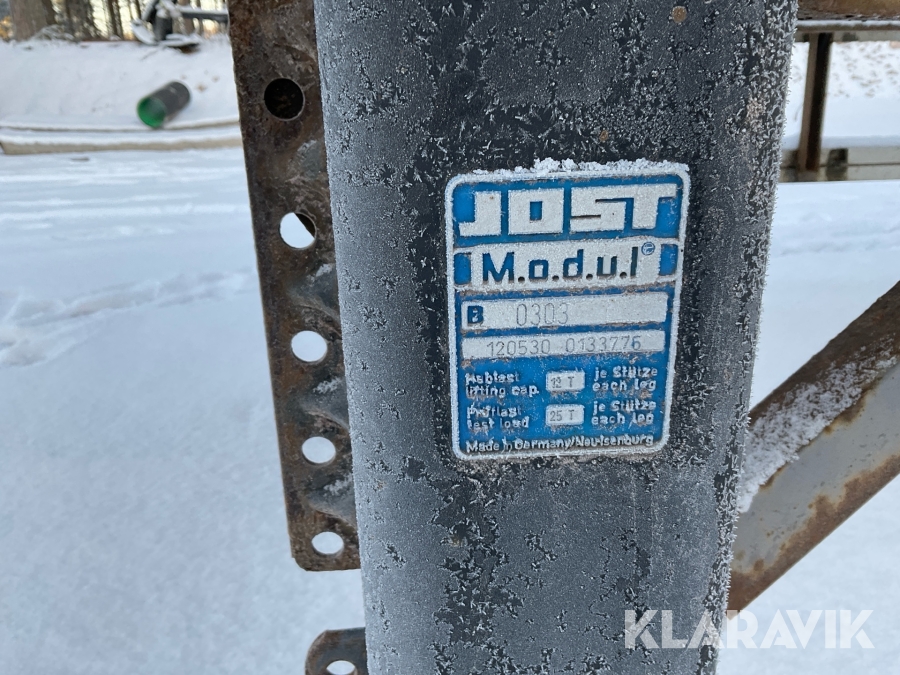 JOST
M.o.d.u.l
B 0303
120530 0133776
Hublast 12 T je Stütze
lifting cap. each leg
Prüflast 25 T je Stütze
test load each leg
Made in Germany/Neu-Isenburg
KLARAVIK